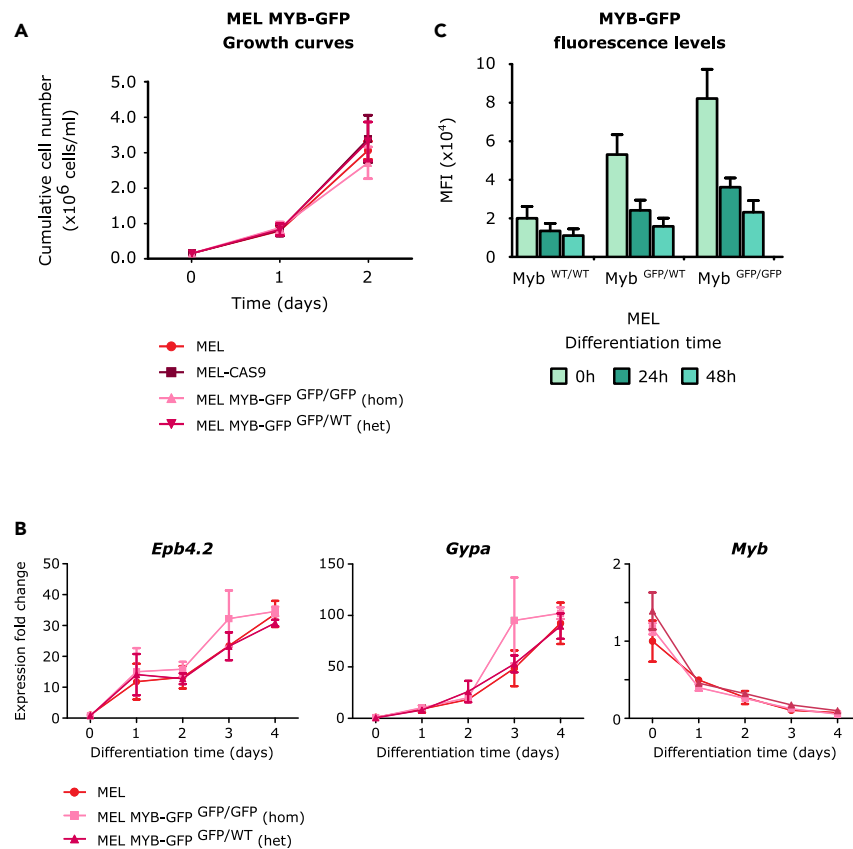 A
MEL MYB-GFP
Growth curves
Cumulative cell number
(x10⁶ cells/ml)
5.0
4.0
3.0
2.0
1.0
0.0
0 1 2
Time (days)
MEL
MEL-CAS9
MEL MYB-GFP GFP/GFP (hom)
MEL MYB-GFP GFP/WT (het)
C
MYB-GFP
fluorescence levels
MFI (x10⁴)
10
8
6
4
2
0
Myb WT/WT Myb GFP/WT Myb GFP/GFP
MEL
Differentiation time
0h 24h 48h
B
Expression fold change
Epb4.2
50
40
30
20
10
0
0 1 2 3 4
Differentiation time (days)
Gypa
150
100
50
0
0 1 2 3 4
Differentiation time (days)
Myb
2
1
0
0 1 2 3 4
Differentiation time (days)
MEL
MEL MYB-GFP GFP/GFP (hom)
MEL MYB-GFP GFP/WT (het)